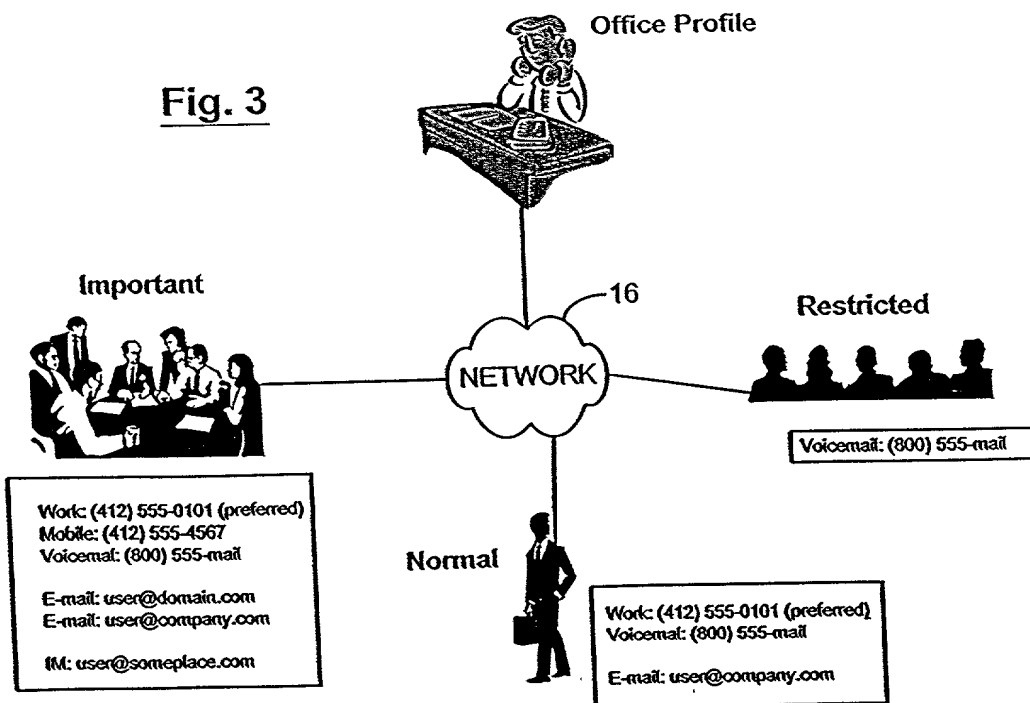 Office Profile
Fig. 3
Important
16
Restricted
NETWORK
Voicemail: (800) 555-mail
Work: (412) 555-0101 (preferred)
Mobile: (412) 555-4567
Voicemal: (800) 555-mail
E-mail: user@domain.com
E-mail: user@company.com
IM: user@someplace.com
Normal
Work: (412) 555-0101 (preferred)
Voicemal: (800) 555-mail
E-mail: user@company.com